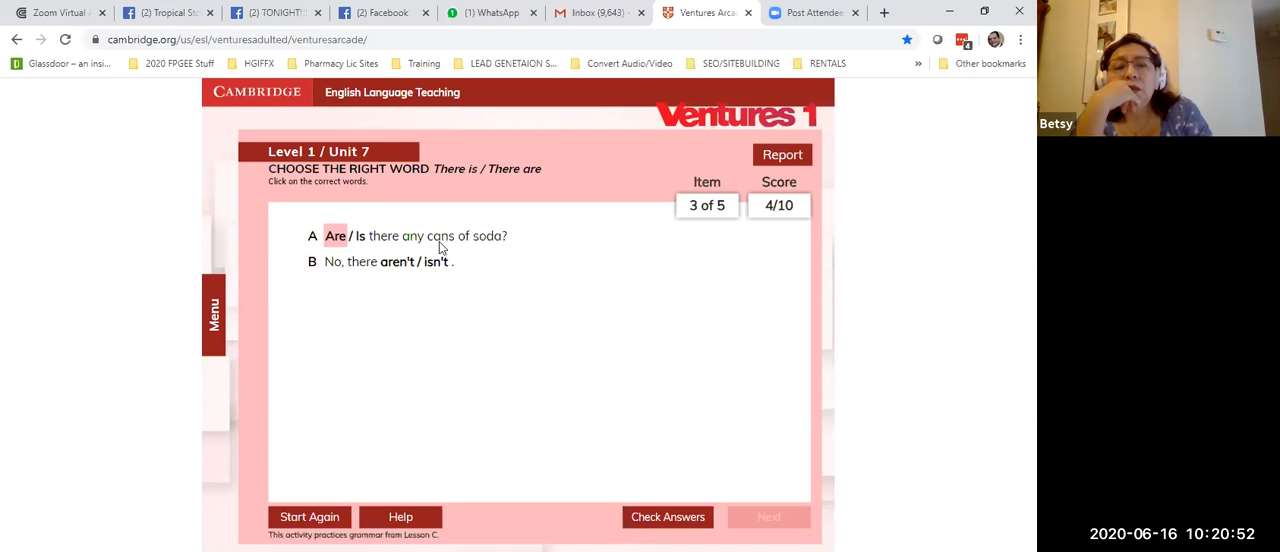 Zoom Virtual A
(2) Tropical Sto
(2) TONIGHT!!
(2) Facebook
(1) WhatsApp
Inbox (9,643) -
Ventures Arca
Post Attendee
cambridge.org/us/esl/venturesadulted/venturesarcade/
Glassdoor – an insi...
2020 FPGEE Stuff
HGIFFX
Pharmacy Lic Sites
Training
LEAD GENETAION S...
Convert Audio/Video
SEO/SITEBUILDING
RENTALS
»
Other bookmarks
CAMBRIDGE
English Language Teaching
Ventures 1
Betsy
Level 1 / Unit 7
Report
CHOOSE THE RIGHT WORD There is / There are
Click on the correct words.
Item
Score
3 of 5
4/10
A Are / Is there any cans of soda?
B No, there aren't / isn't .
Menu
Start Again
Help
Check Answers
Next
This activity practices grammar from Lesson C.
2020-06-16 10:20:52